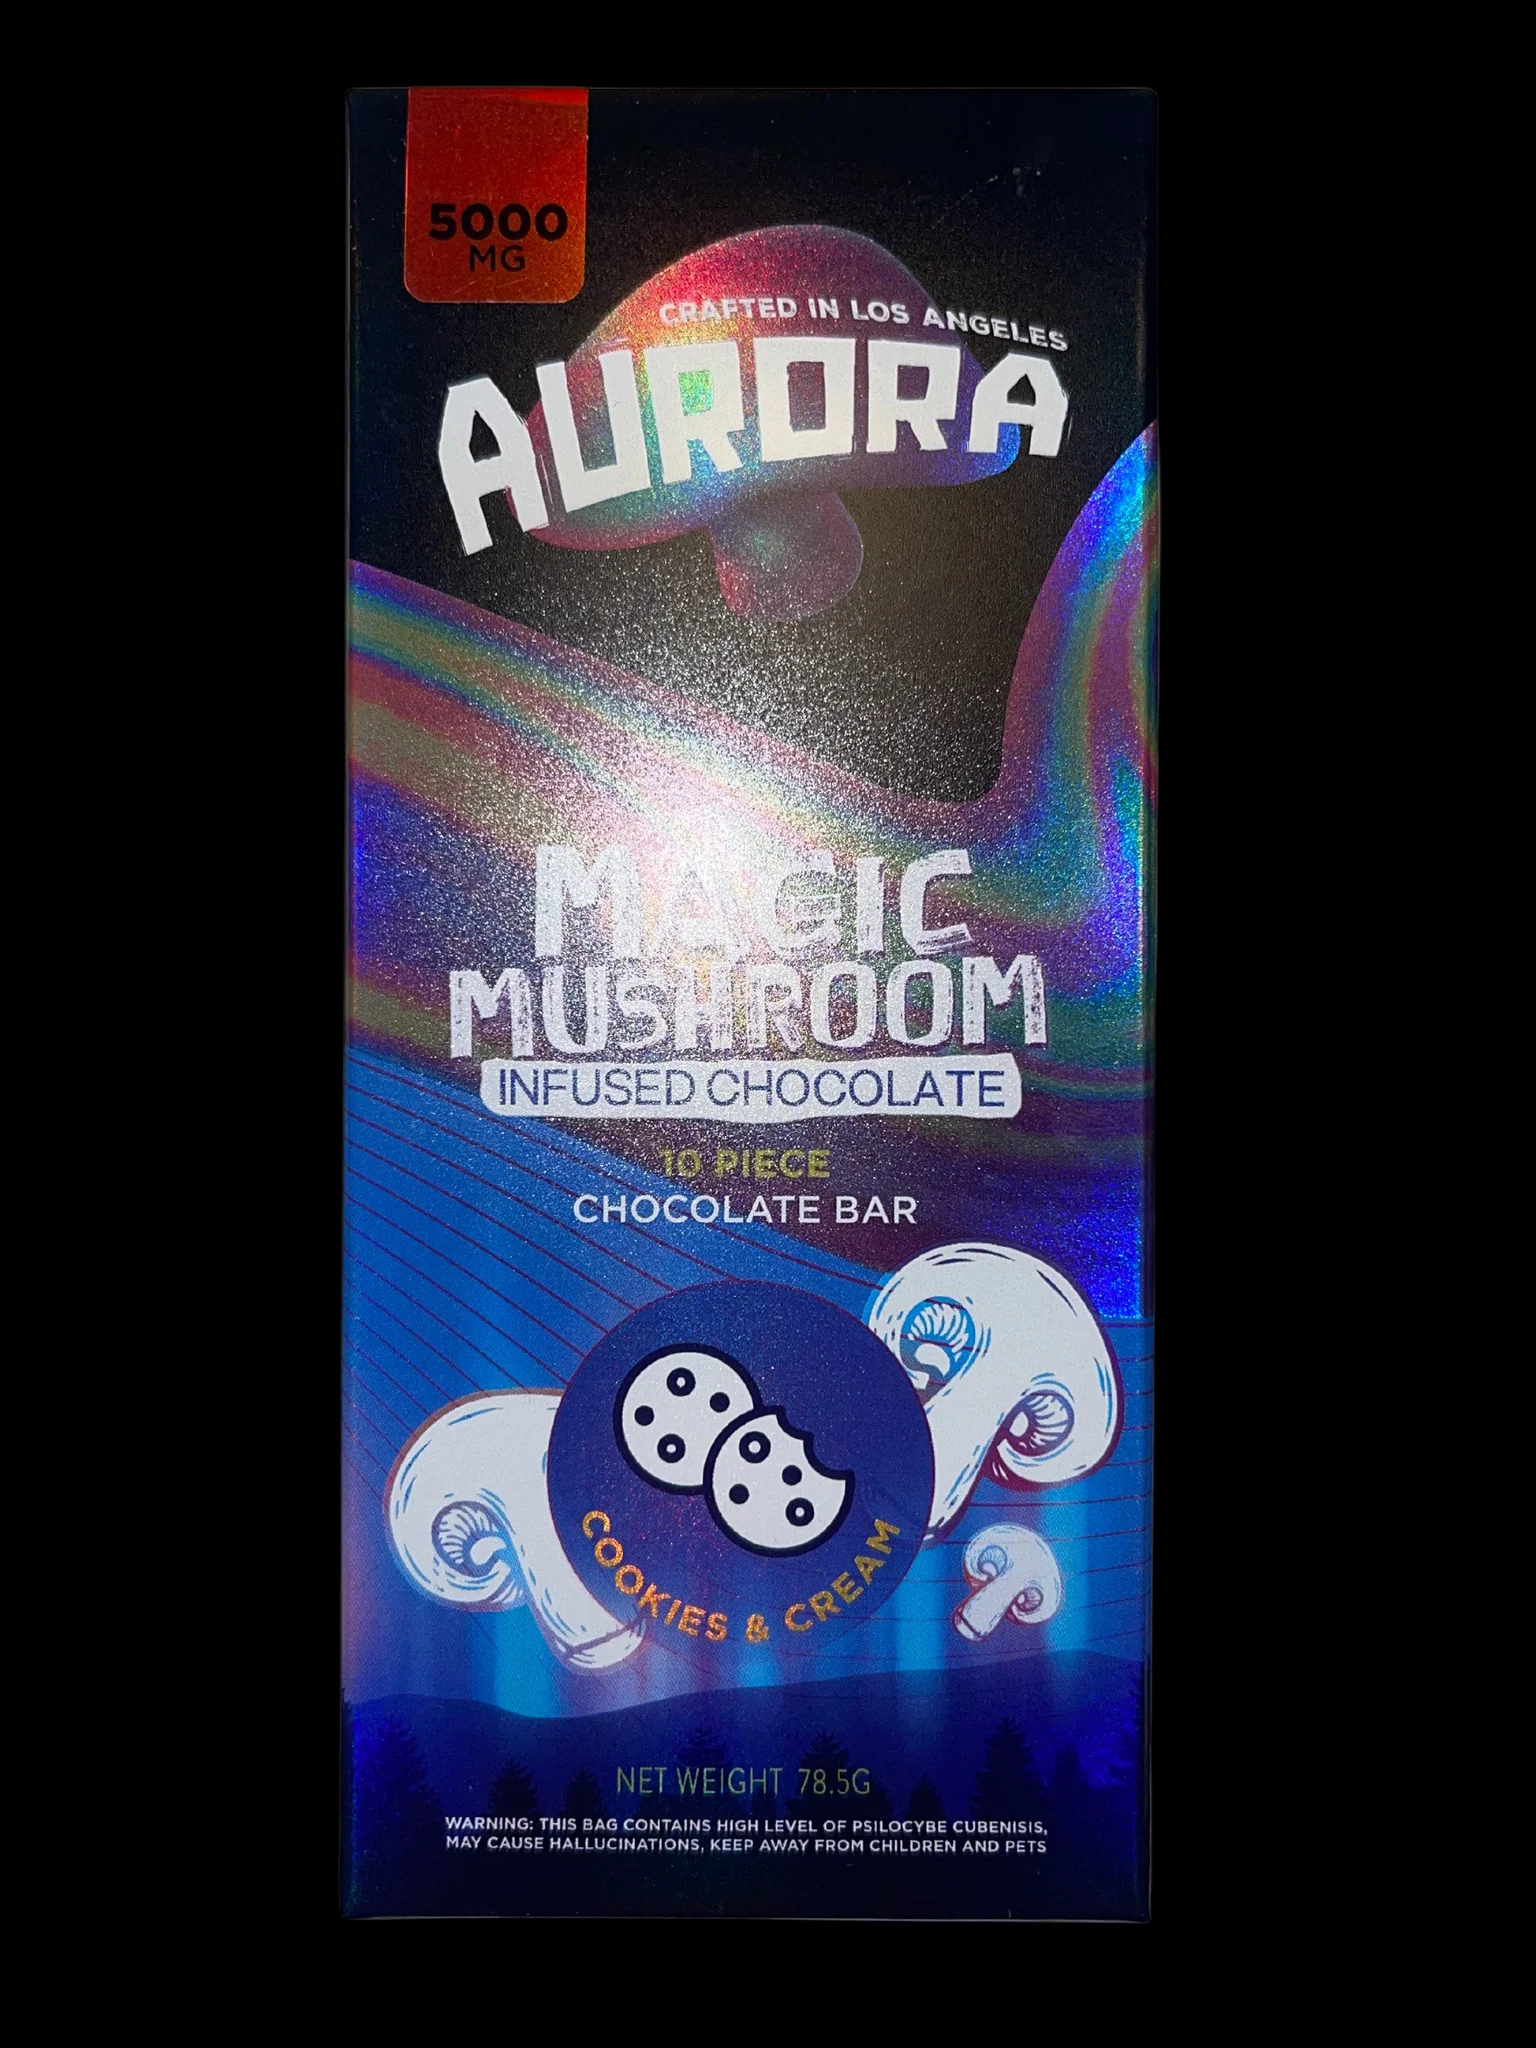 5000
MG
CRAFTED IN LOS ANGELES
AURORA
MAGIC
MUSHROOM
INFUSED CHOCOLATE
10 PIECE
CHOCOLATE BAR
COOKIES & CREAM
NET WEIGHT 78.5G
WARNING: THIS BAG CONTAINS HIGH LEVEL OF PSILOCYBE CUBENISIS,
MAY CAUSE HALLUCINATIONS, KEEP AWAY FROM CHILDREN AND PETS